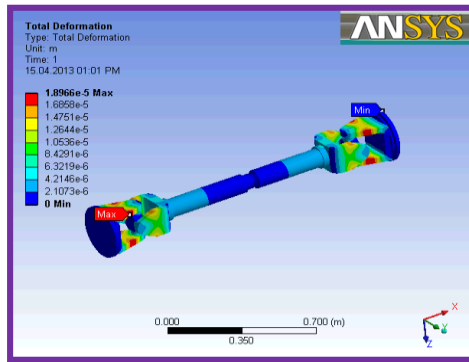 Total Deformation
Type: Total Deformation
Unit: m
Time: 1
15.04.2013 01:01 PM
1.8966e-5 Max
1.6858e-5
1.4751e-5
1.2644e-5
1.0536e-5
8.4291e-6
6.3219e-6
4.2146e-6
2.1073e-6
0 Min
ANSYS
Min
Max
0.000
0.700 (m)
0.350
X
Y
Z